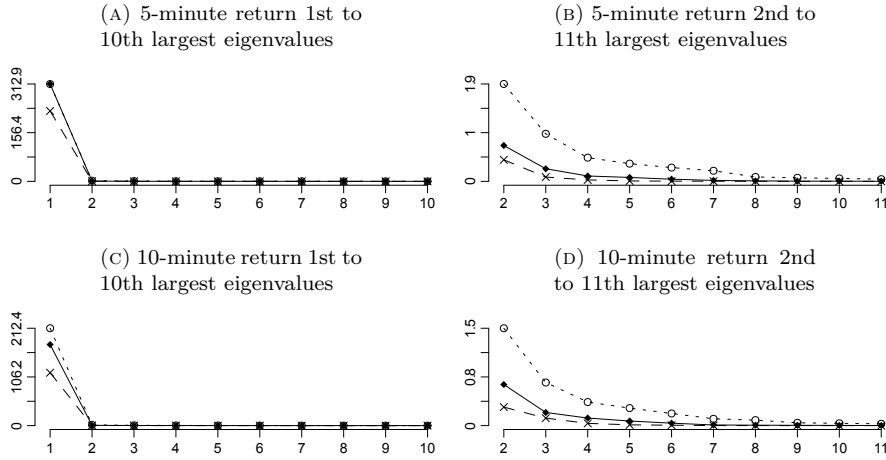 (A) 5-minute return 1st to
10th largest eigenvalues
(B) 5-minute return 2nd to
11th largest eigenvalues
312.9
156.4
0
1 2 3 4 5 6 7 8 9 10
1.9
1
0
2 3 4 5 6 7 8 9 10 11
(C) 10-minute return 1st to
10th largest eigenvalues
(D) 10-minute return 2nd
to 11th largest eigenvalues
212.4
106.2
0
1 2 3 4 5 6 7 8 9 10
1.5
0.8
0
2 3 4 5 6 7 8 9 10 11